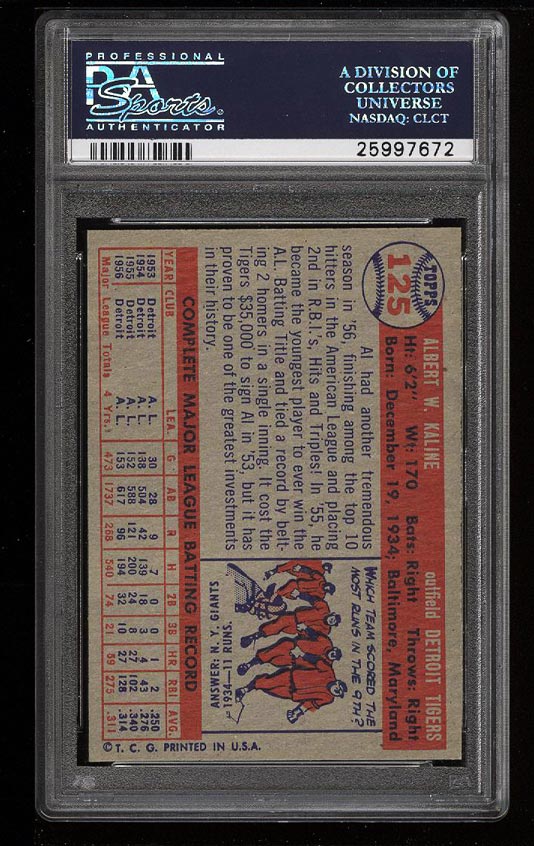 PROFESSIONAL
PSA
Sports.
AUTHENTICATOR
A DIVISION OF
COLLECTORS
UNIVERSE
NASDAQ: CLCT
25997672
TOPPS
125
ALBERT W. KALINE outfield DETROIT TIGERS
Ht: 6'2" Wt: 170 Bats: Right Throws: Right
Born: December 19, 1934; Baltimore, Maryland
Al had another tremendous
season in '56, finishing among the top 10
hitters in the American League and placing
2nd in R.B.I.'s, Hits and Triples! In '55, he
became the youngest player to ever win the
A.L. Batting Title and tied a record by belt-
ing 2 homers in a single inning. It cost the
Tigers $35,000 to sign Al in '53, but it has
proven to be one of the greatest investments
in their history.
WHICH TEAM SCORED THE
MOST RUNS IN THE 9TH?
ANSWER: N.Y. GIANTS
1934—11 RUNS.
COMPLETE MAJOR LEAGUE BATTING RECORD
YEAR CLUB LEA. G AB R H 2B 3B HR RBI AVG.
1953 Detroit A. L. 30 28 9 7 0 1 2 .250
1954 Detroit A. L. 138 504 42 139 18 3 4 43 .276
1955 Detroit A. L. 152 588 121 200 24 8 27 102 .340
1956 Detroit A. L. 153 617 96 194 32 10 27 128 .314
Major League Totals 4 Yrs. 473 1737 268 540 74 21 59 275 .311
© T. C. G. PRINTED IN U.S.A.